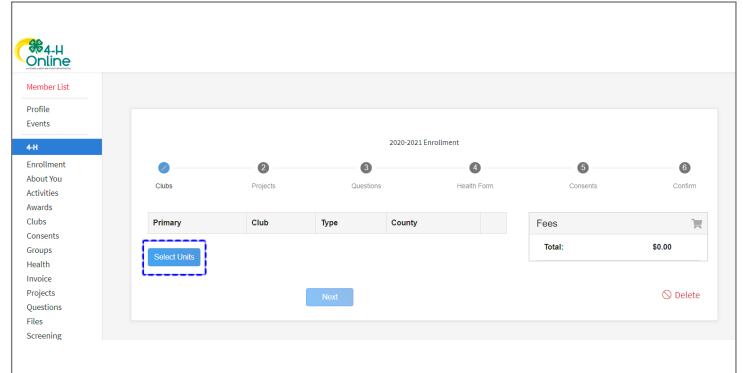 4-H
Online
Member List
Profile
Events
4-H
Enrollment
About You
Activities
Awards
Clubs
Consents
Groups
Health
Invoice
Projects
Questions
Files
Screening
2020-2021 Enrollment
2 3 4 5 6
Clubs Projects Questions Health Form Consents Confirm
Primary Club Type County
Select Units
Next
Fees
Total: $0.00
Delete